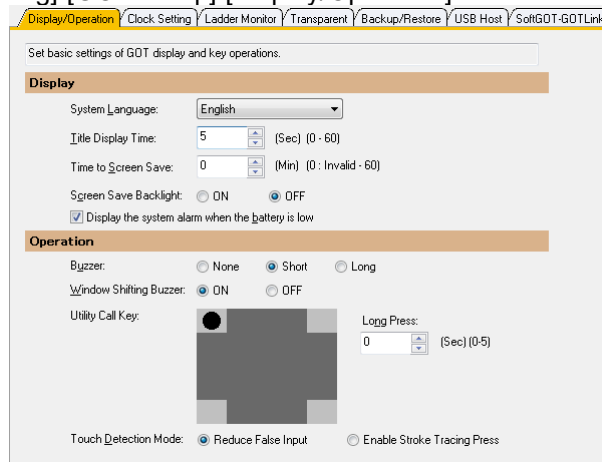 Display/Operation Clock Setting Ladder Monitor Transparent Backup/Restore USB Host SoftGOT-GOTLink
Set basic settings of GOT display and key operations.
Display
System Language: English
Title Display Time: 5 (Sec) (0 - 60)
Time to Screen Save: 0 (Min) (0 : Invalid - 60)
Screen Save Backlight: ON OFF
Display the system alarm when the battery is low
Operation
Buzzer: None Short Long
Window Shifting Buzzer: ON OFF
Utility Call Key: Long Press:
0 (Sec) (0-5)
Touch Detection Mode: Reduce False Input Enable Stroke Tracing Press